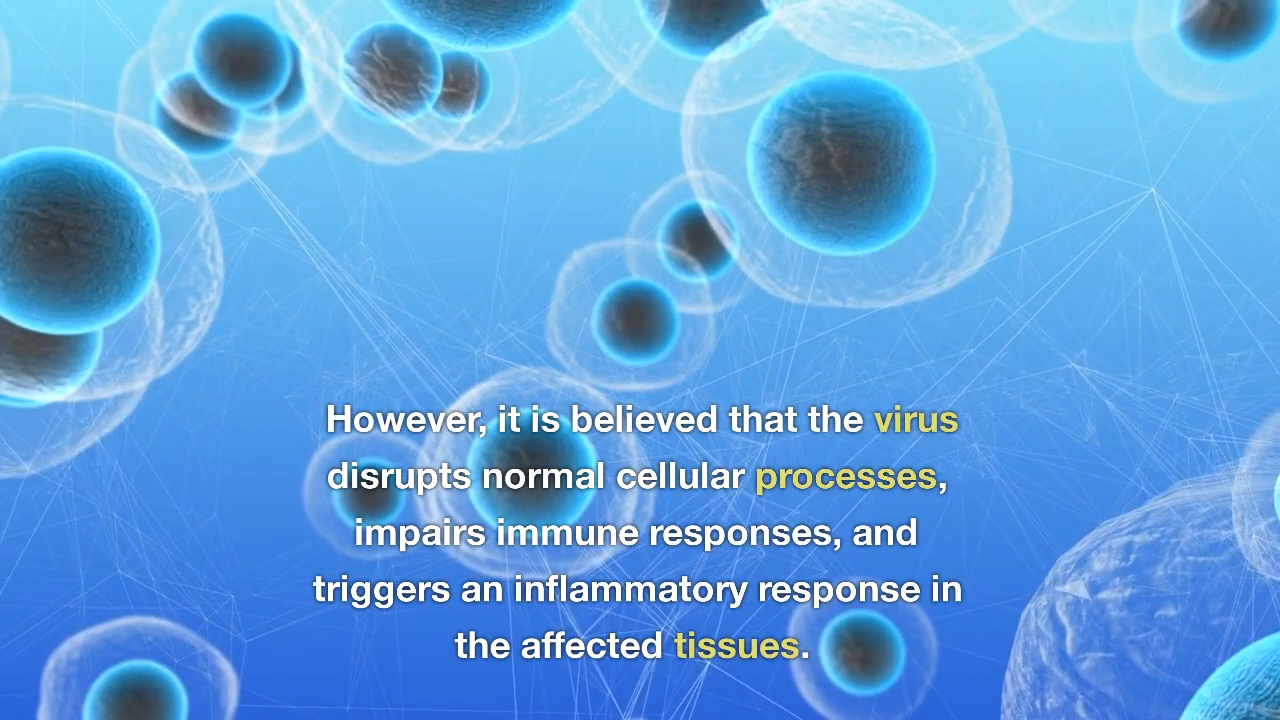 However, it is believed that the virus
disrupts normal cellular processes,
impairs immune responses, and
triggers an inflammatory response in
the affected tissues.